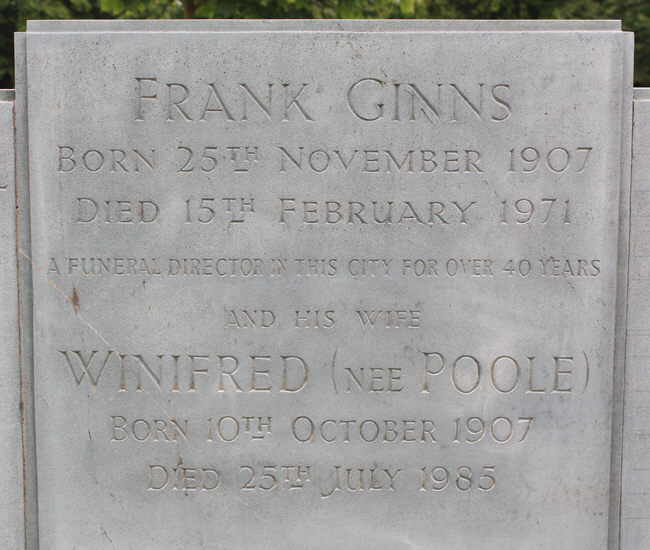 FRANK GINNS
BORN 25TH NOVEMBER 1907
DIED 15TH FEBRUARY 1971
A FUNERAL DIRECTOR IN THIS CITY FOR OVER 40 YEARS
AND HIS WIFE
WINIFRED (NEE POOLE)
BORN 10TH OCTOBER 1907
DIED 25TH JULY 1985